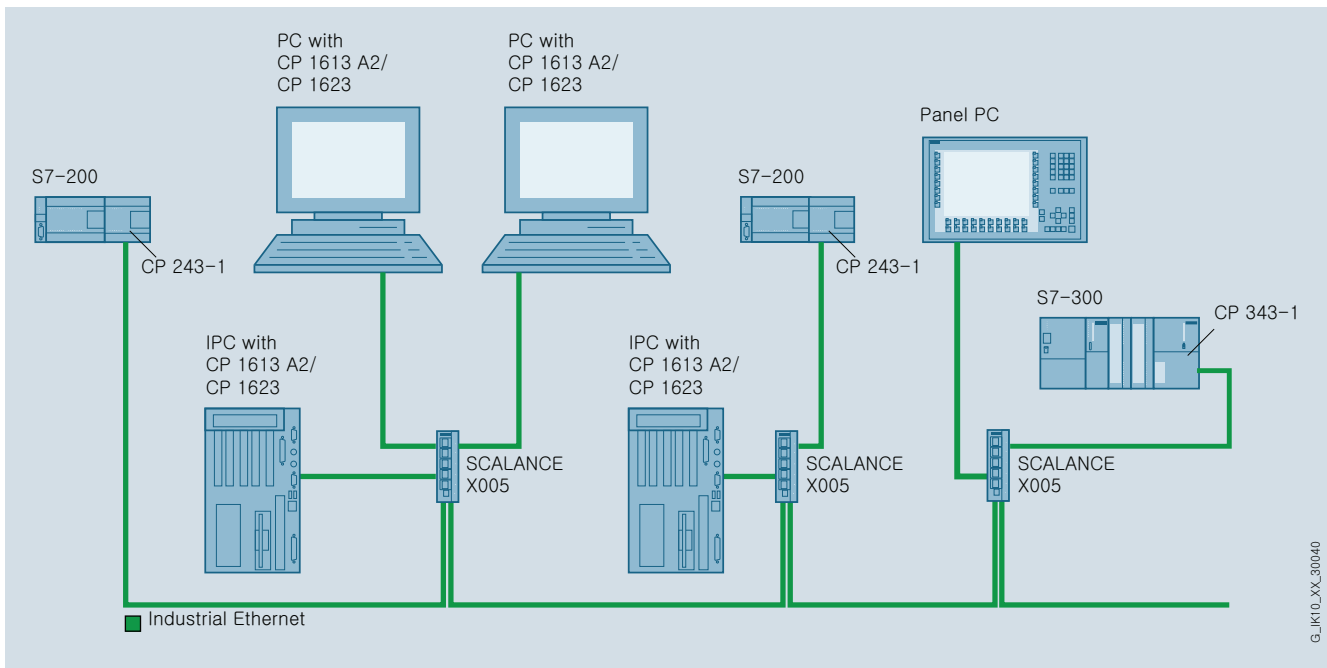 PC with
CP 1613 A2/
CP 1623
PC with
CP 1613 A2/
CP 1623
Panel PC
S7-200
S7-200
CP 243-1
CP 243-1
S7-300
CP 343-1
IPC with
CP 1613 A2/
CP 1623
IPC with
CP 1613 A2/
CP 1623
SCALANCE
X005
SCALANCE
X005
SCALANCE
X005
Industrial Ethernet
G_IK10_XX_30040